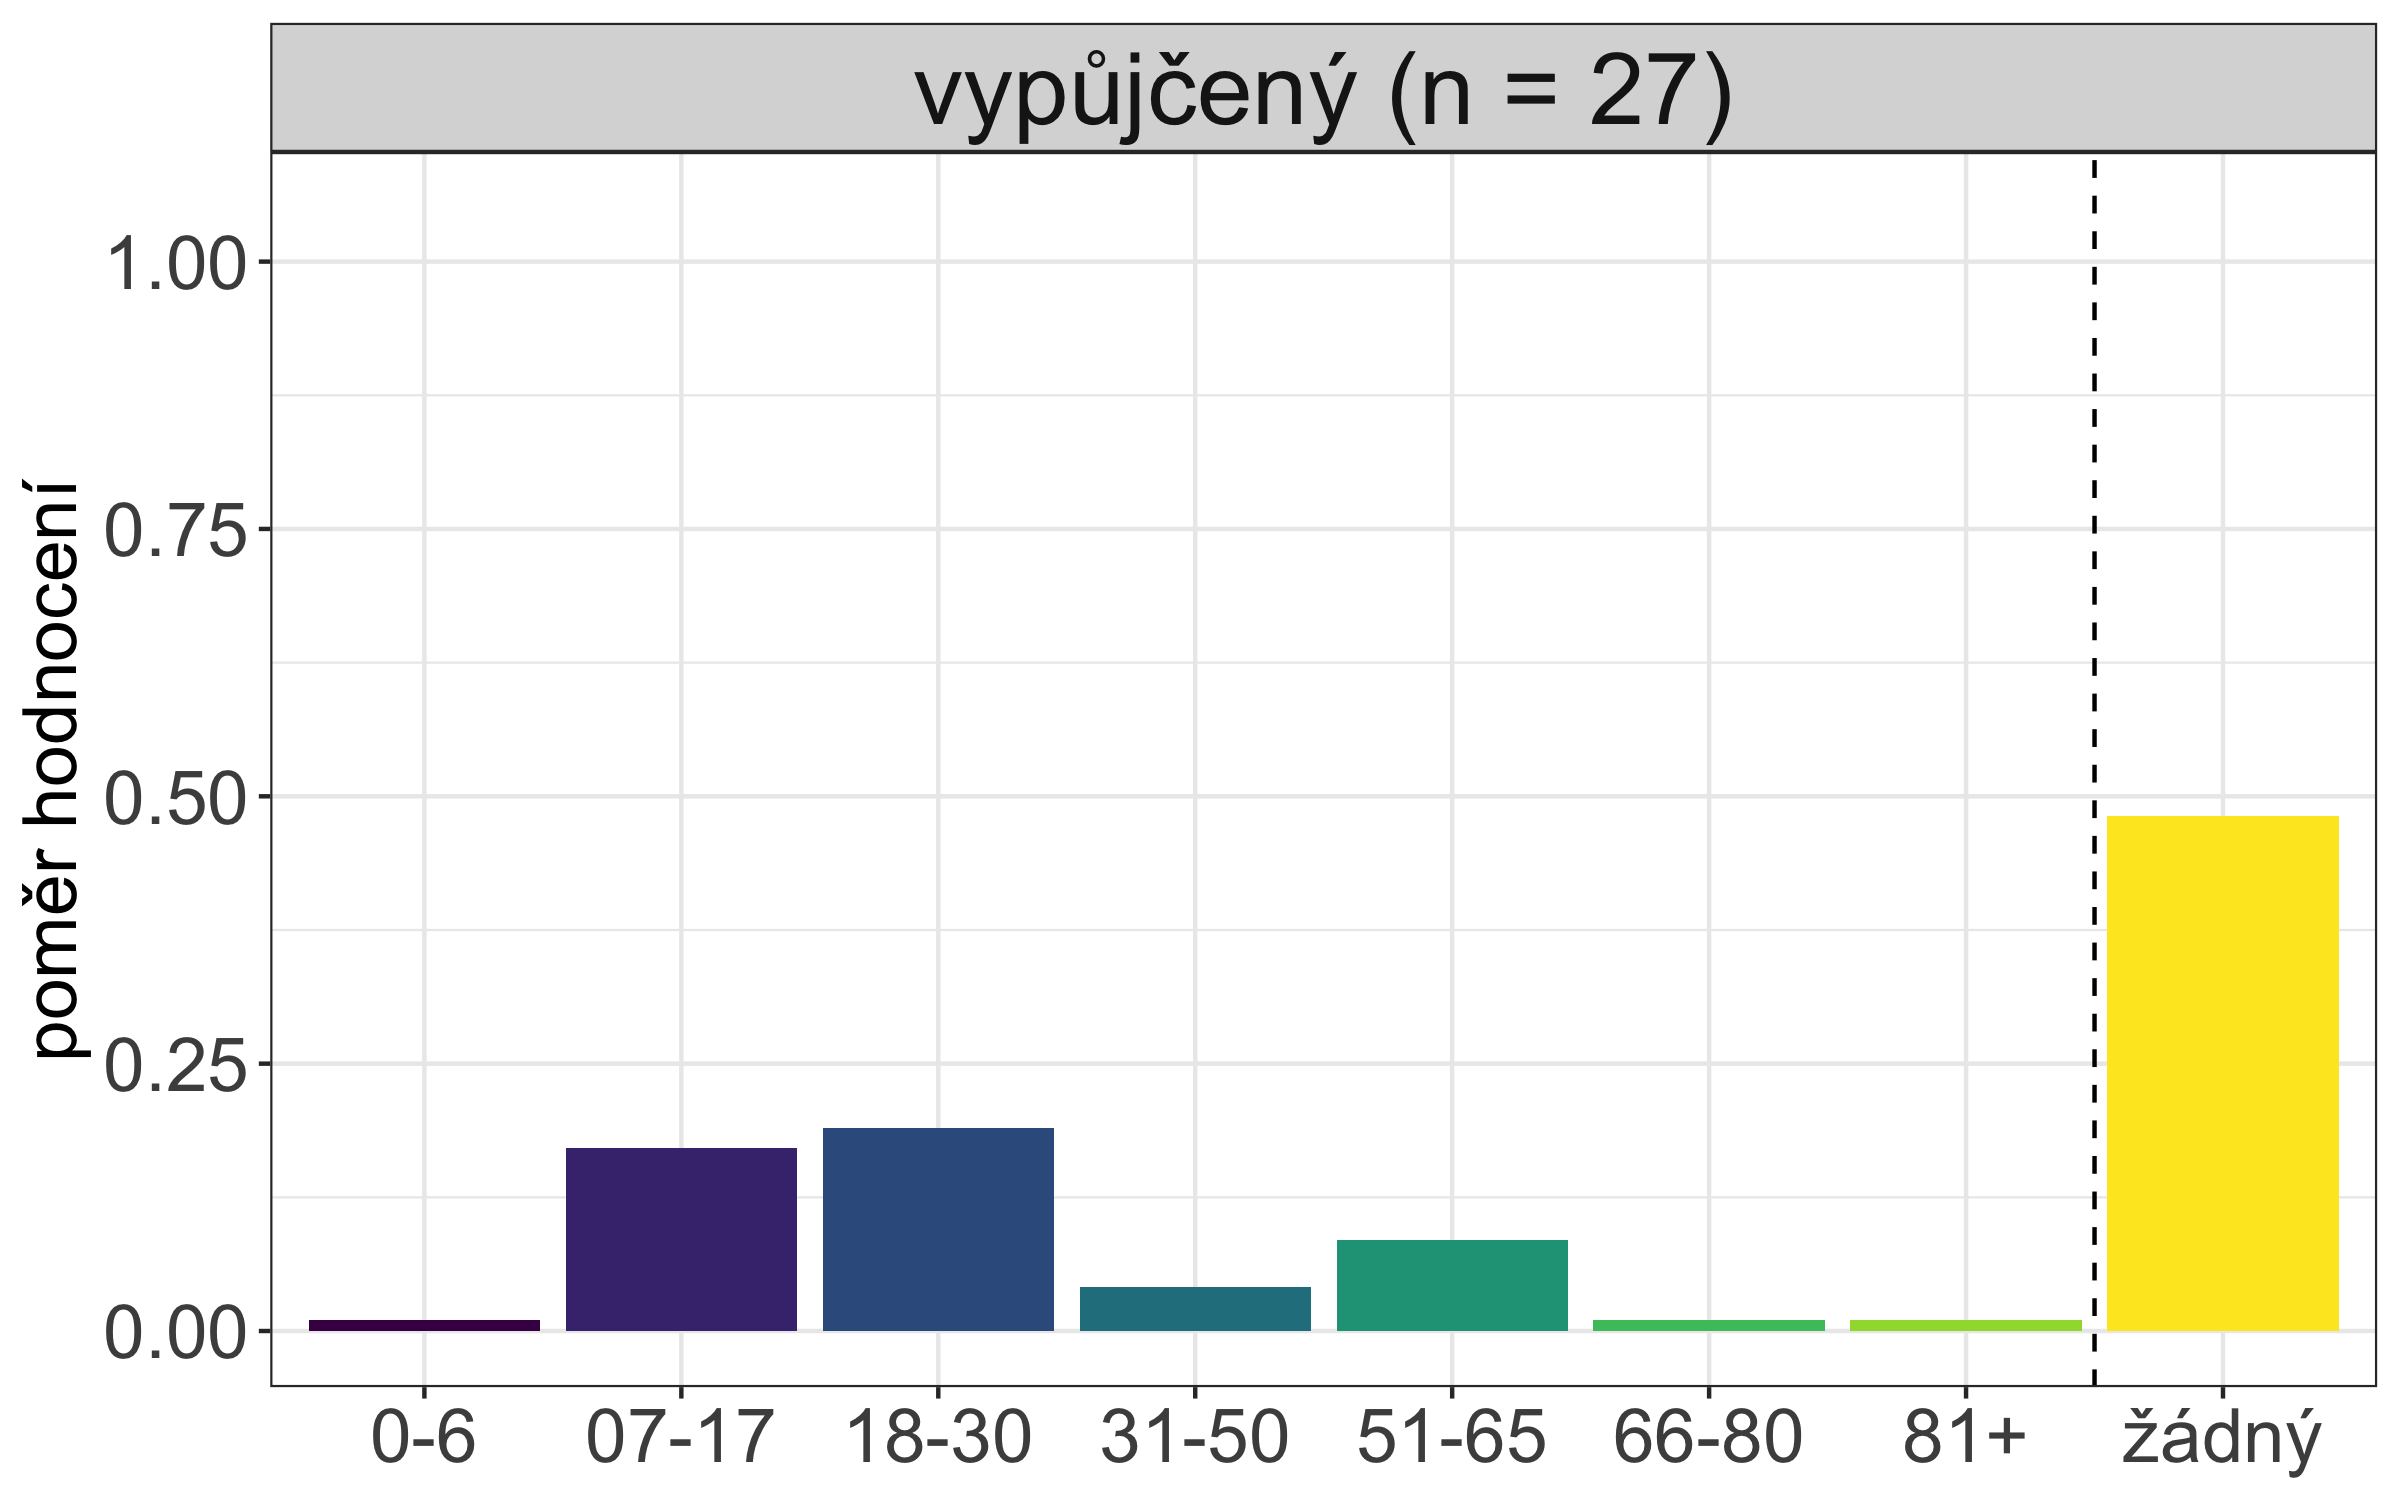 vypůjčený (n = 27)
poměr hodnocení
1.00
0.75
0.50
0.25
0.00
0-6 07-17 18-30 31-50 51-65 66-80 81+ žádný